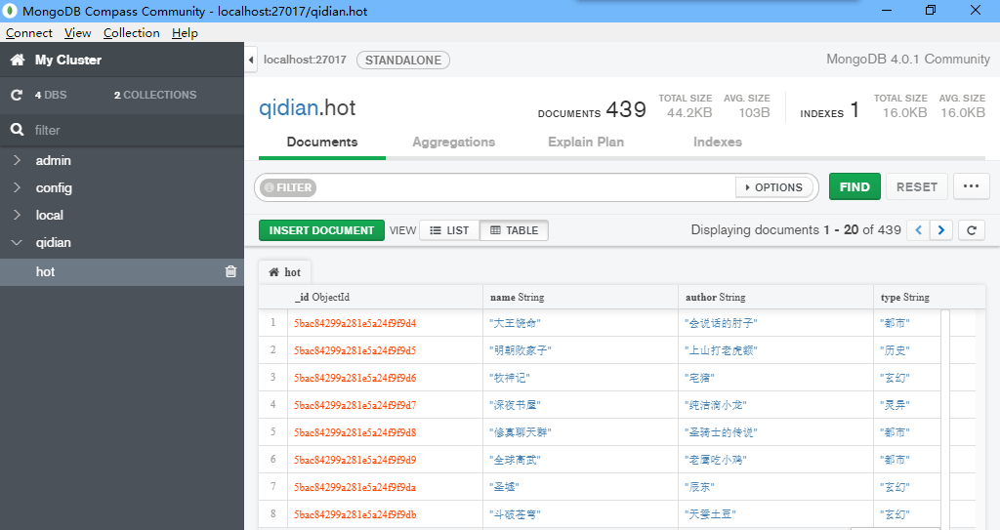 MongoDB Compass Community - localhost:27017/qidian.hot
Connect View Collection Help
My Cluster
localhost:27017 STANDALONE MongoDB 4.0.1 Community
4 DBS 2 COLLECTIONS
filter
qidian.hot
DOCUMENTS 439 TOTAL SIZE 44.2KB AVG. SIZE 103B INDEXES 1 TOTAL SIZE 16.0KB AVG. SIZE 16.0KB
Documents Aggregations Explain Plan Indexes
admin
config
local
qidian
hot
FILTER OPTIONS FIND RESET ...
INSERT DOCUMENT VIEW LIST TABLE Displaying documents 1 - 20 of 439
hot
_id ObjectId name String author String type String
1 5bac84299a281e5a24f9f9d4 "大王饶命" "会说话的肘子" "都市"
2 5bac84299a281e5a24f9f9d5 "明朝败家子" "上山打老虎额" "历史"
3 5bac84299a281e5a24f9f9d6 "牧神记" "宅猪" "玄幻"
4 5bac84299a281e5a24f9f9d7 "深夜书屋" "纯洁滴小龙" "灵异"
5 5bac84299a281e5a24f9f9d8 "修真聊天群" "圣骑士的传说" "都市"
6 5bac84299a281e5a24f9f9d9 "全球高武" "老鹰吃小鸡" "都市"
7 5bac84299a281e5a24f9f9da "圣墟" "辰东" "玄幻"
8 5bac84299a281e5a24f9f9db "斗破苍穹" "天蚕土豆" "玄幻"